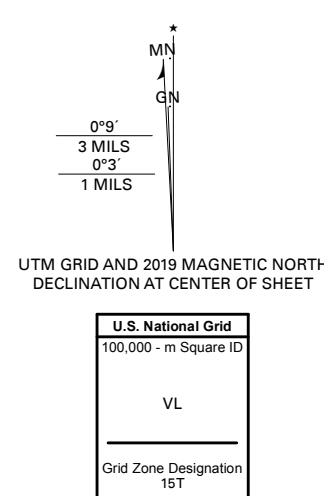 MN
GN
0°9´
3 MILS
0°3´
1 MILS
UTM GRID AND 2019 MAGNETIC NORTH
DECLINATION AT CENTER OF SHEET
U.S. National Grid
100,000 - m Square ID
VL
Grid Zone Designation
15T